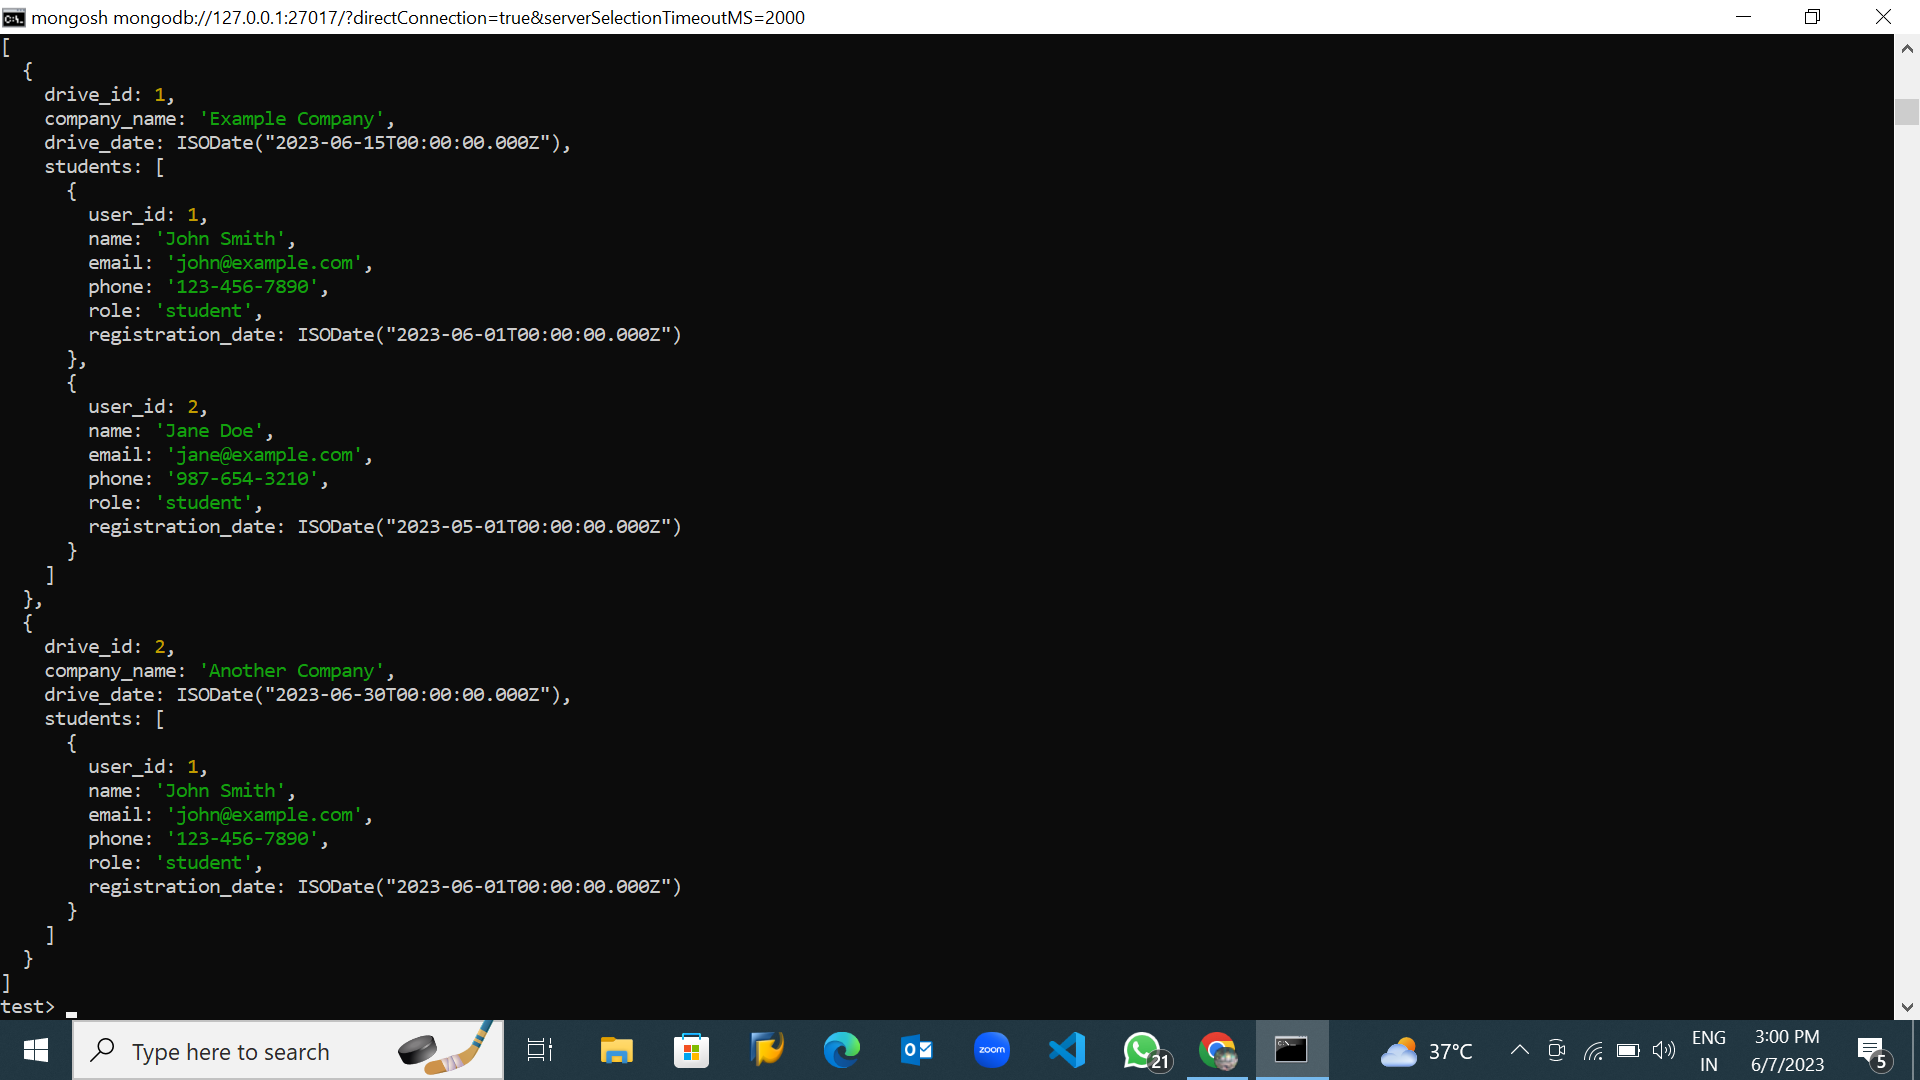 mongosh mongodb://127.0.0.1:27017/?directConnection=true&serverSelectionTimeoutMS=2000
[
  {
    drive_id: 1,
    company_name: 'Example Company',
    drive_date: ISODate("2023-06-15T00:00:00.000Z"),
    students: [
      {
        user_id: 1,
        name: 'John Smith',
        email: 'john@example.com',
        phone: '123-456-7890',
        role: 'student',
        registration_date: ISODate("2023-06-01T00:00:00.000Z")
      },
      {
        user_id: 2,
        name: 'Jane Doe',
        email: 'jane@example.com',
        phone: '987-654-3210',
        role: 'student',
        registration_date: ISODate("2023-05-01T00:00:00.000Z")
      }
    ]
  },
  {
    drive_id: 2,
    company_name: 'Another Company',
    drive_date: ISODate("2023-06-30T00:00:00.000Z"),
    students: [
      {
        user_id: 1,
        name: 'John Smith',
        email: 'john@example.com',
        phone: '123-456-7890',
        role: 'student',
        registration_date: ISODate("2023-06-01T00:00:00.000Z")
      }
    ]
  }
]
test>
Type here to search
zoom
21
37°C
ENG
IN
3:00 PM
6/7/2023
5